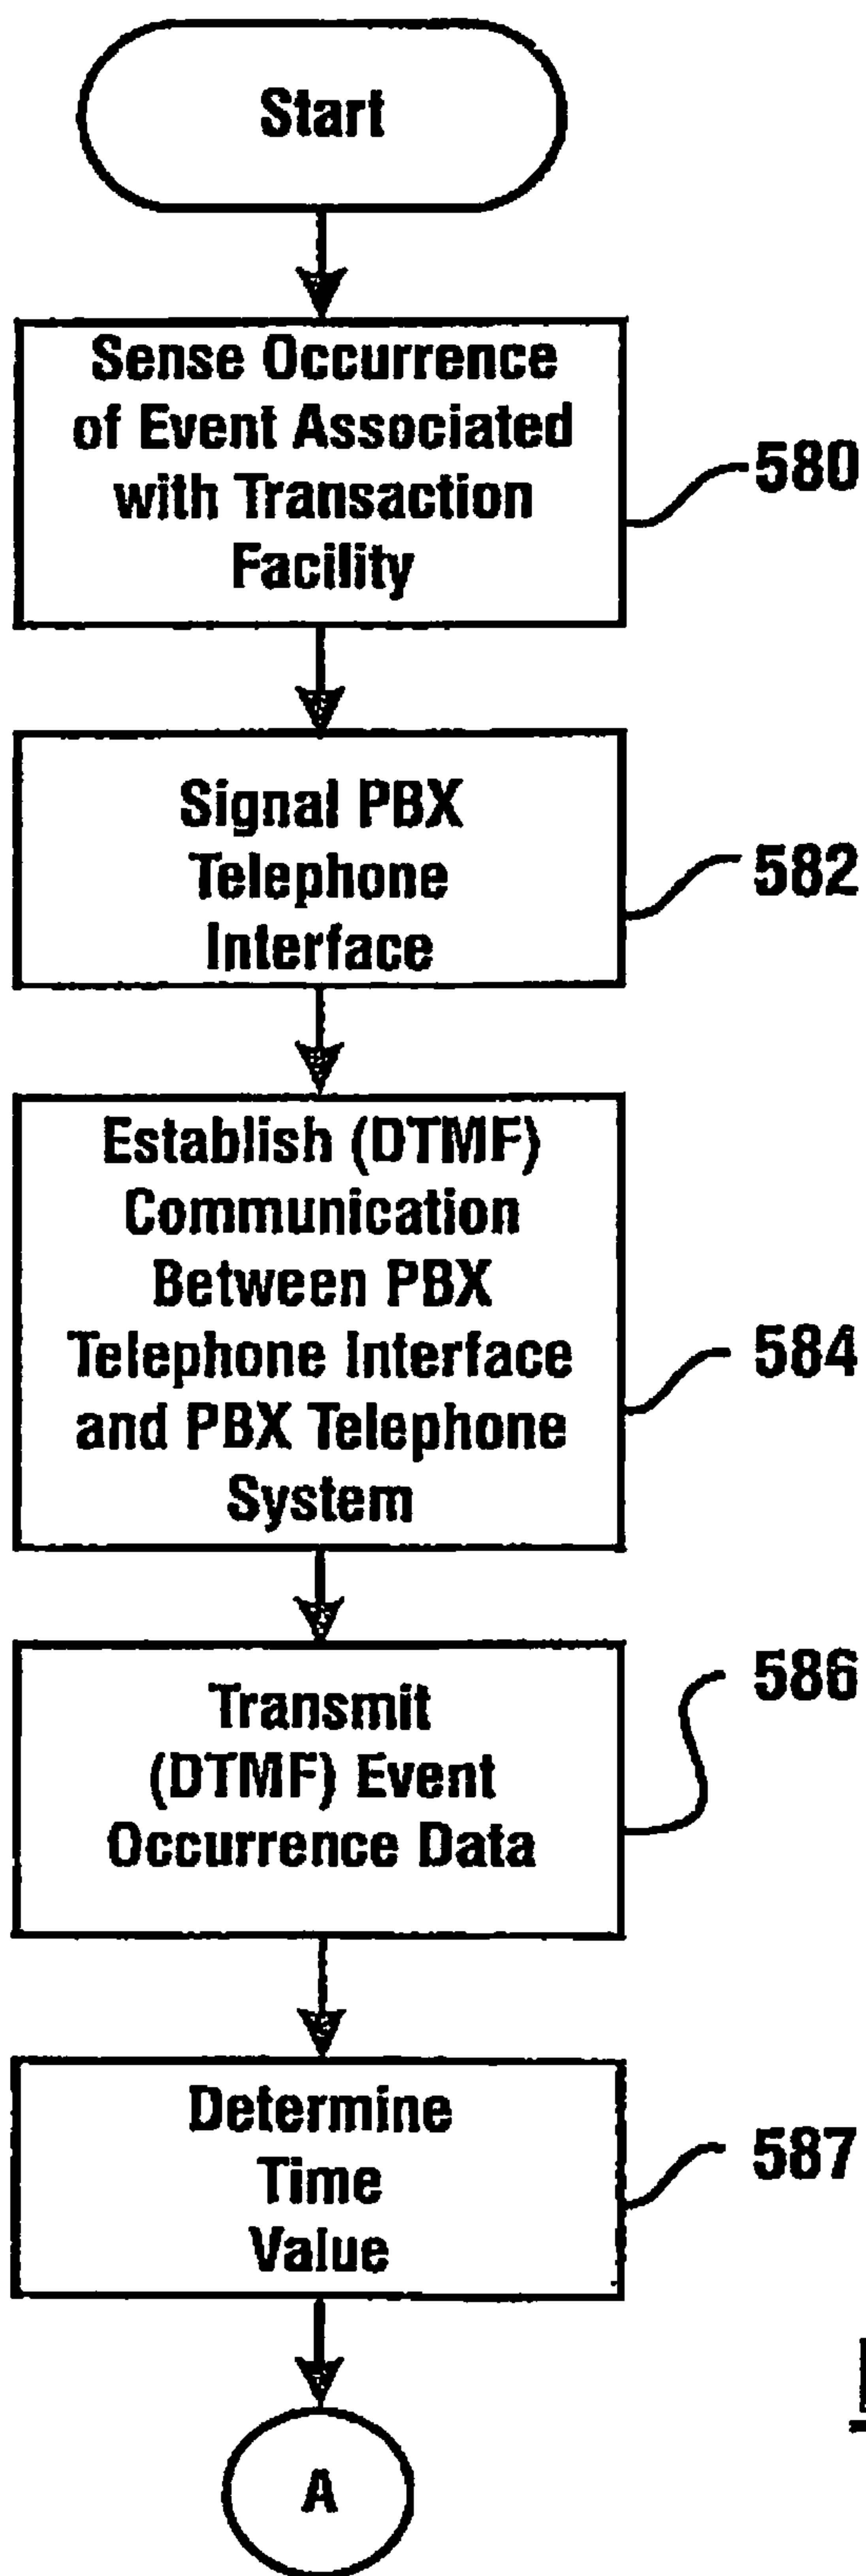 Start
Sense Occurrence
of Event Associated
with Transaction
Facility
580
Signal PBX
Telephone
Interface
582
Establish (DTMF)
Communication
Between PBX
Telephone Interface
and PBX Telephone
System
584
Transmit
(DTMF) Event
Occurrence Data
586
Determine
Time
Value
587
A